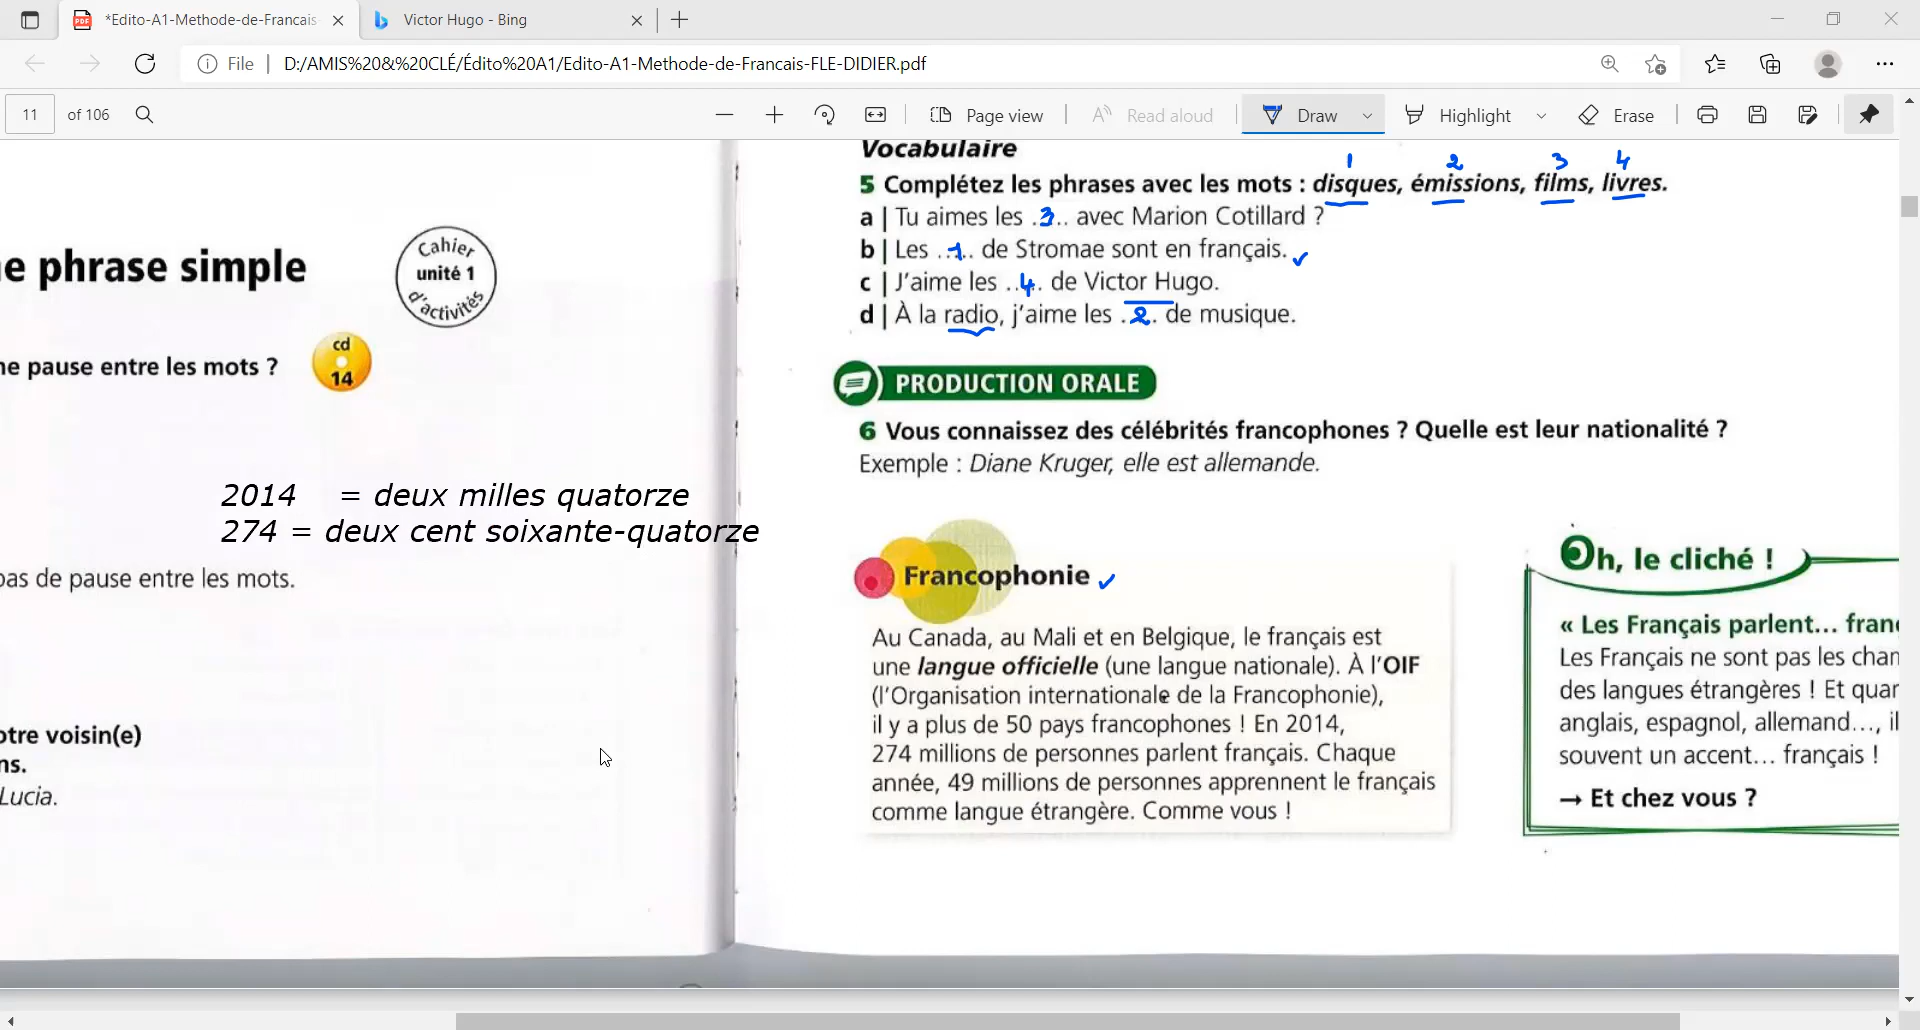 *Edito-A1-Methode-de-Francais
Victor Hugo - Bing
File
D:/AMIS%20&%20CLÉ/Édito%20A1/Edito-A1-Methode-de-Francais-FLE-DIDIER.pdf
11 of 106
Page view
Read aloud
Draw
Highlight
Erase
ne phrase simple
Cahier
unité 1
d'activités
ne pause entre les mots ?
cd
14
2014 = deux milles quatorze
274 = deux cent soixante-quatorze
pas de pause entre les mots.
otre voisin(e)
ns.
Lucia.
Vocabulaire
1 2 3 4
5 Complétez les phrases avec les mots : disques, émissions, films, livres.
a | Tu aimes les .3.. avec Marion Cotillard ?
b | Les ..1.. de Stromae sont en français.
c | J'aime les ..4.. de Victor Hugo.
d | À la radio, j'aime les .2.. de musique.
PRODUCTION ORALE
6 Vous connaissez des célébrités francophones ? Quelle est leur nationalité ?
Exemple : Diane Kruger, elle est allemande.
Francophonie
Au Canada, au Mali et en Belgique, le français est
une langue officielle (une langue nationale). À l'OIF
(l'Organisation internationale de la Francophonie),
il y a plus de 50 pays francophones ! En 2014,
274 millions de personnes parlent français. Chaque
année, 49 millions de personnes apprennent le français
comme langue étrangère. Comme vous !
Oh, le cliché !
« Les Français parlent... fran
Les Français ne sont pas les cham
des langues étrangères ! Et quar
anglais, espagnol, allemand..., il
souvent un accent... français !
→ Et chez vous ?